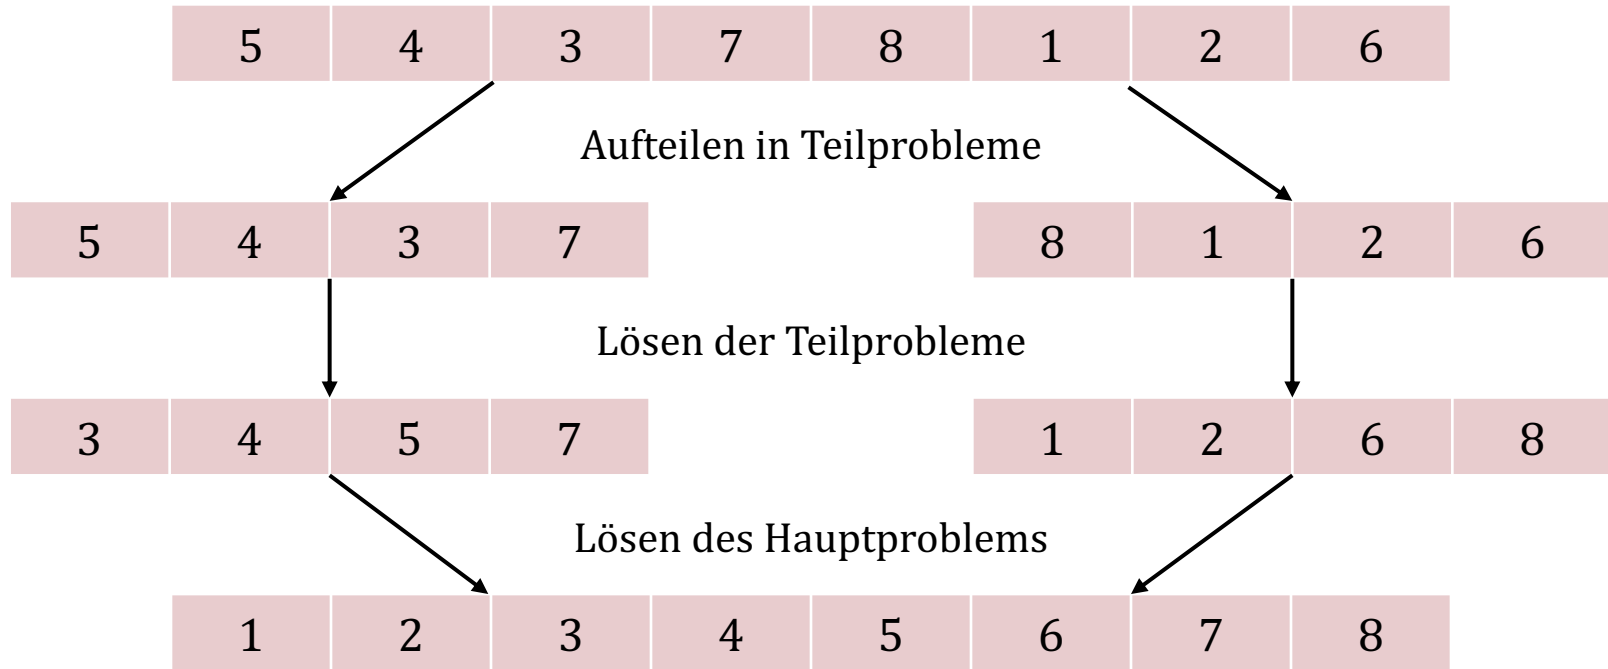 5 4 3 7 8 1 2 6
Aufteilen in Teilprobleme
5 4 3 7 8 1 2 6
Lösen der Teilprobleme
3 4 5 7 1 2 6 8
Lösen des Hauptproblems
1 2 3 4 5 6 7 8